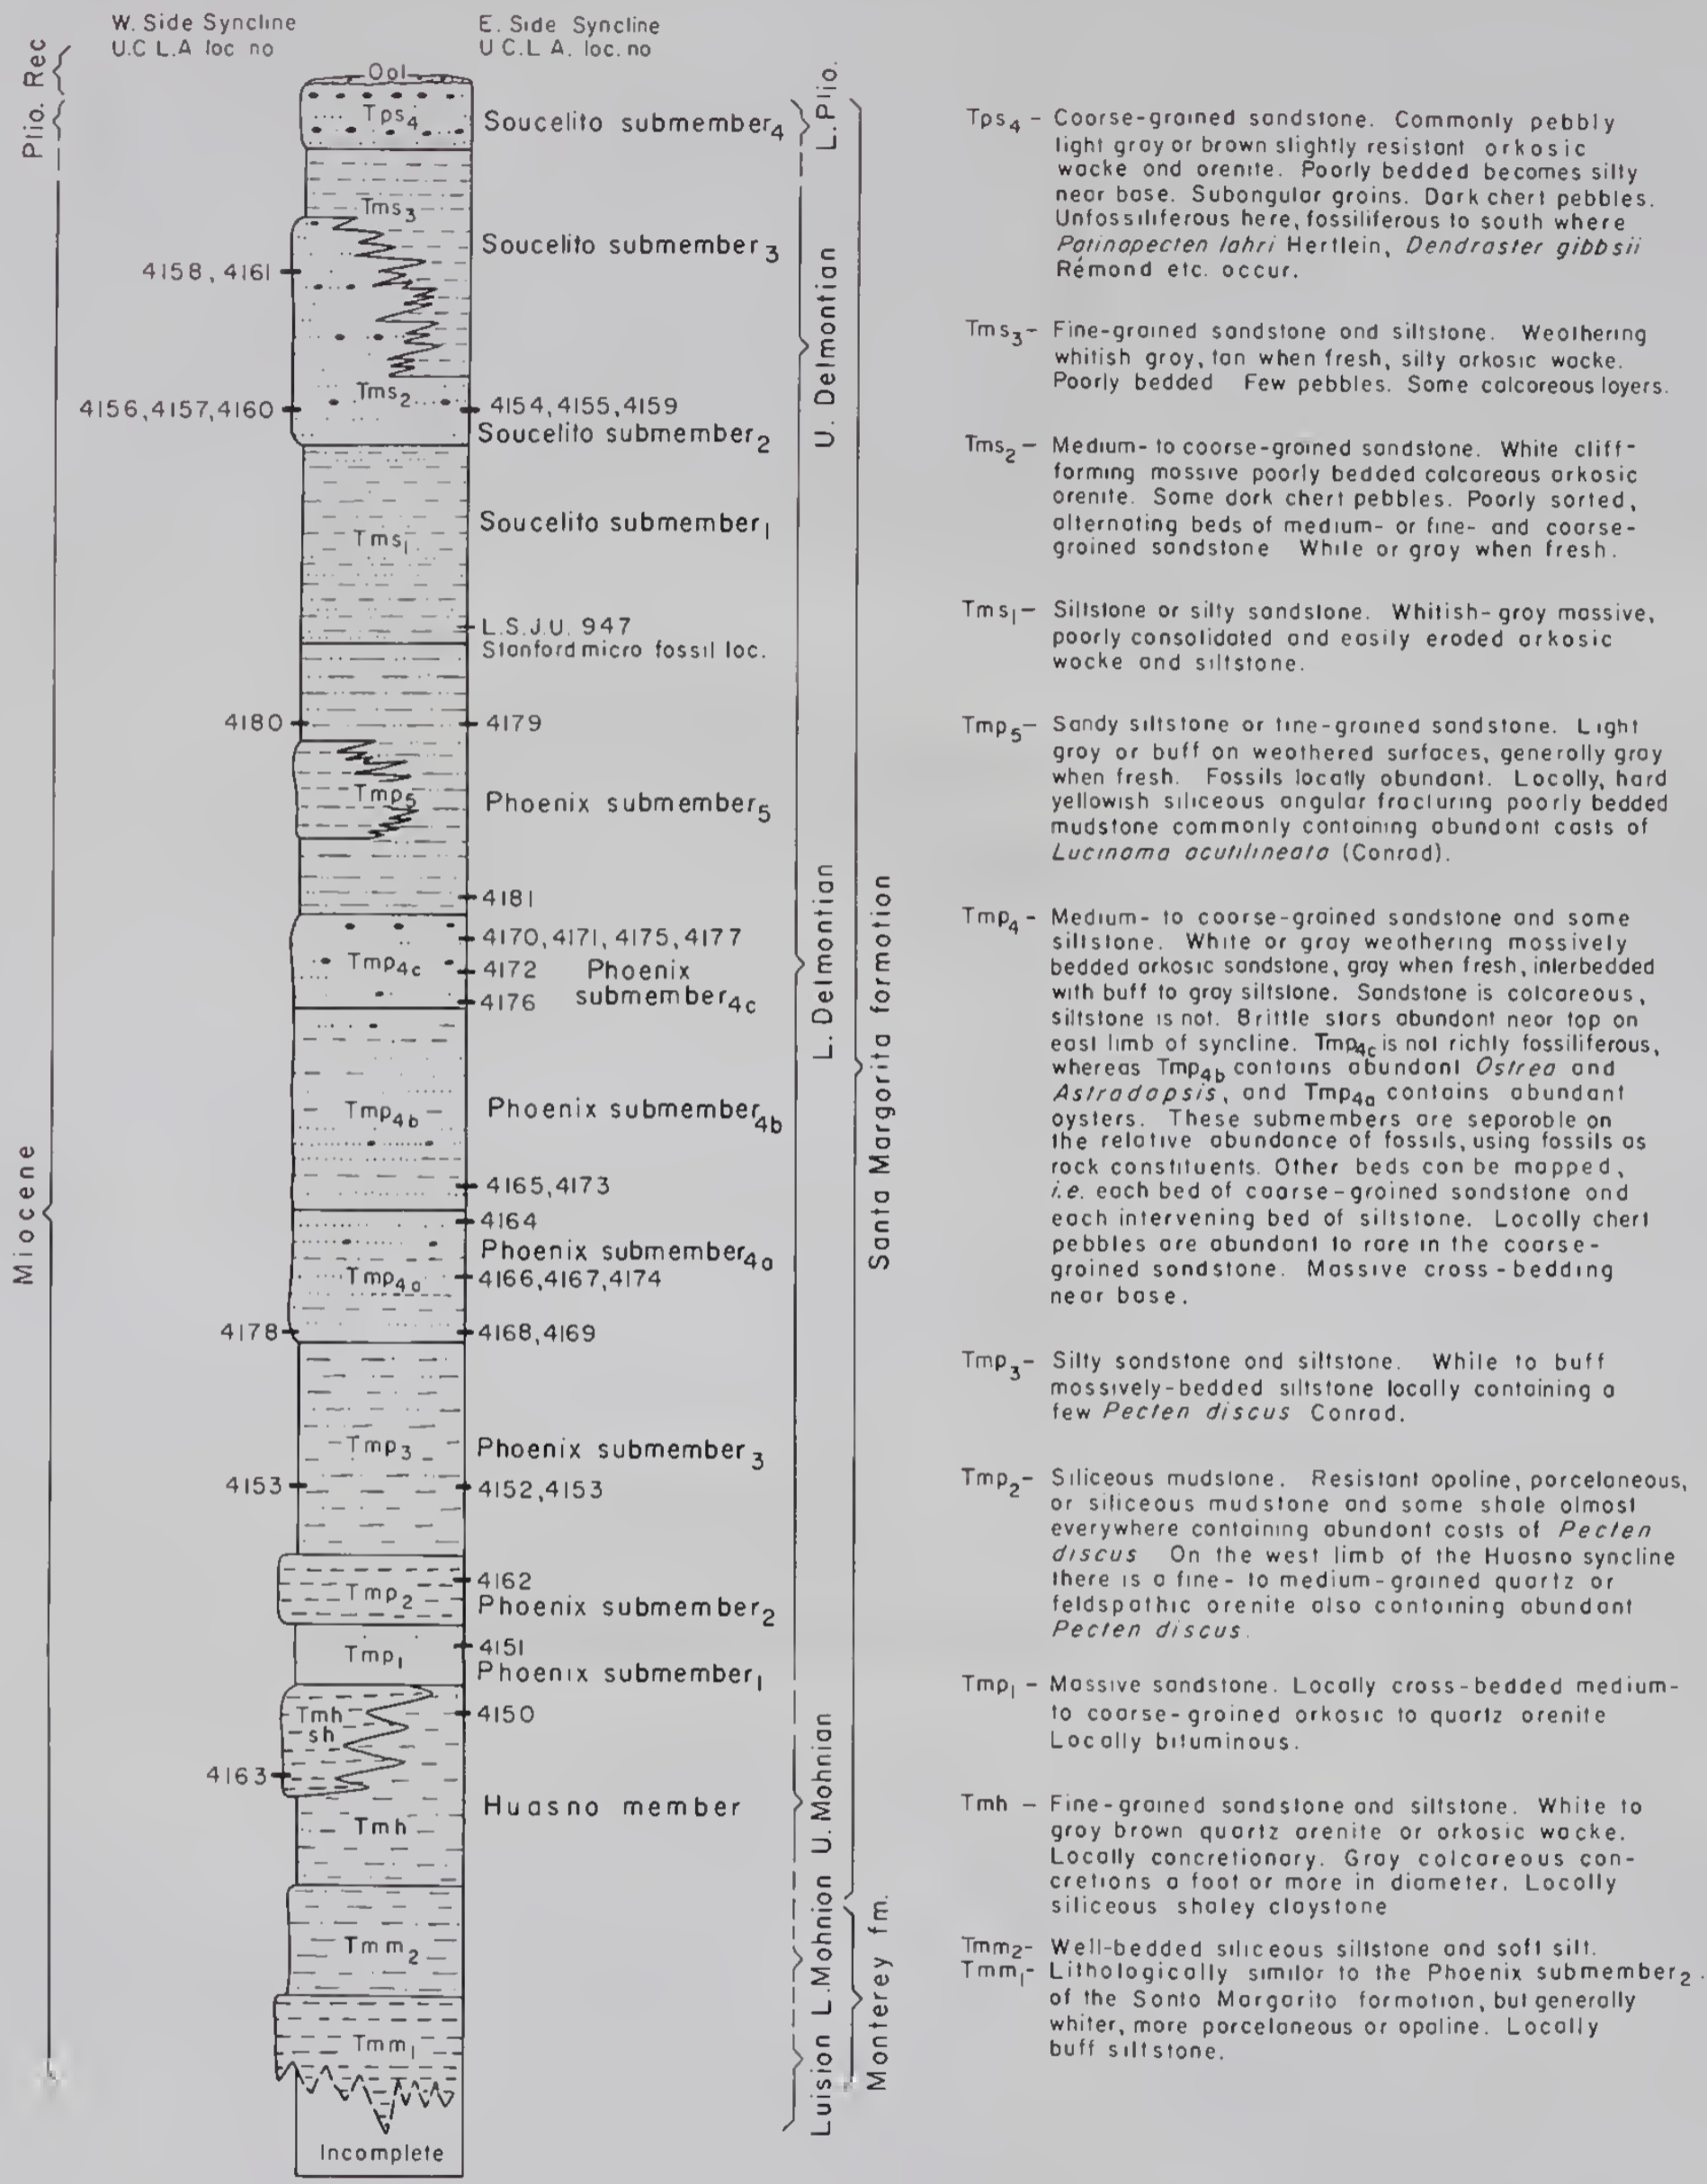 W. Side Syncline
U.C.L.A loc no
E. Side Syncline
U.C.L.A. loc. no
Plio. Rec
Miocene
Qal
Tps4
Saucelito submember4
Tms3
Saucelito submember3
4158, 4161
Tms2
4156,4157,4160
4154,4155,4159
Saucelito submember2
Tms1
Saucelito submember1
L.S.J.U. 947
Stanford micro fossil loc.
4180
4179
Tmp5
Phoenix submember5
4181
4170,4171,4175,4177
Tmp4c
4172
Phoenix
submember4c
4176
Tmp4b
Phoenix submember4b
4165,4173
4164
Phoenix submember4a
Tmp4a
4166,4167,4174
4178
4168,4169
Tmp3
Phoenix submember3
4153
4152,4153
4162
Tmp2
Phoenix submember2
4151
Tmp1
Phoenix submember1
Tmh
sh
4150
4163
Huasno member
Tmh
Tmm2
Tmm1
Incomplete
L. Plio.
U. Delmontian
L. Delmontian
U. Mohnian
L. Mohnian
Luisian
Santa Margarita formation
Monterey fm.
Tps4 - Coarse-grained sandstone. Commonly pebbly
light gray or brown slightly resistant arkosic
wacke and arenite. Poorly bedded becomes silty
near base. Subangular grains. Dark chert pebbles.
Unfossiliferous here, fossiliferous to south where
Patinopecten lohri Hertlein, Dendraster gibbsii
Rémond etc. occur.
Tms3- Fine-grained sandstone and siltstone. Weathering
whitish gray, tan when fresh, silty arkosic wacke.
Poorly bedded Few pebbles. Some calcareous layers.
Tms2- Medium- to coarse-grained sandstone. White cliff-
forming massive poorly bedded calcareous arkosic
arenite. Some dark chert pebbles. Poorly sorted,
alternating beds of medium- or fine- and coarse-
grained sandstone White or gray when fresh.
Tms1- Siltstone or silty sandstone. Whitish-gray massive,
poorly consolidated and easily eroded arkosic
wacke and siltstone.
Tmp5- Sandy siltstone or fine-grained sandstone. Light
gray or buff on weathered surfaces, generally gray
when fresh. Fossils locally abundant. Locally, hard
yellowish siliceous angular fracturing poorly bedded
mudstone commonly containing abundant casts of
Lucinoma acutilineata (Conrad).
Tmp4- Medium- to coarse-grained sandstone and some
siltstone. White or gray weathering massively
bedded arkosic sandstone, gray when fresh, interbedded
with buff to gray siltstone. Sandstone is calcareous,
siltstone is not. Brittle stars abundant near top on
east limb of syncline. Tmp4c is not richly fossiliferous,
whereas Tmp4b contains abundant Ostrea and
Astrodapsis, and Tmp4a contains abundant
oysters. These submembers are separable on
the relative abundance of fossils, using fossils as
rock constituents. Other beds can be mapped,
i.e. each bed of coarse-grained sandstone and
each intervening bed of siltstone. Locally chert
pebbles are abundant to rare in the coarse-
grained sandstone. Massive cross-bedding
near base.
Tmp3- Silty sandstone and siltstone. White to buff
massively-bedded siltstone locally containing a
few Pecten discus Conrad.
Tmp2- Siliceous mudstone. Resistant opaline, porcelaneous,
or siliceous mudstone and some shale almost
everywhere containing abundant casts of Pecten
discus On the west limb of the Huasno syncline
there is a fine- to medium-grained quartz or
feldspathic arenite also containing abundant
Pecten discus.
Tmp1 - Massive sandstone. Locally cross-bedded medium-
to coarse-grained arkosic to quartz arenite
Locally bituminous.
Tmh - Fine-grained sandstone and siltstone. White to
gray brown quartz arenite or arkosic wacke.
Locally concretionary. Gray calcareous con-
cretions a foot or more in diameter. Locally
siliceous shaley claystone
Tmm2- Well-bedded siliceous siltstone and soft silt.
Tmm1- Lithologically similar to the Phoenix submember2.
of the Santa Margarita formation, but generally
whiter, more porcelaneous or opaline. Locally
buff siltstone.